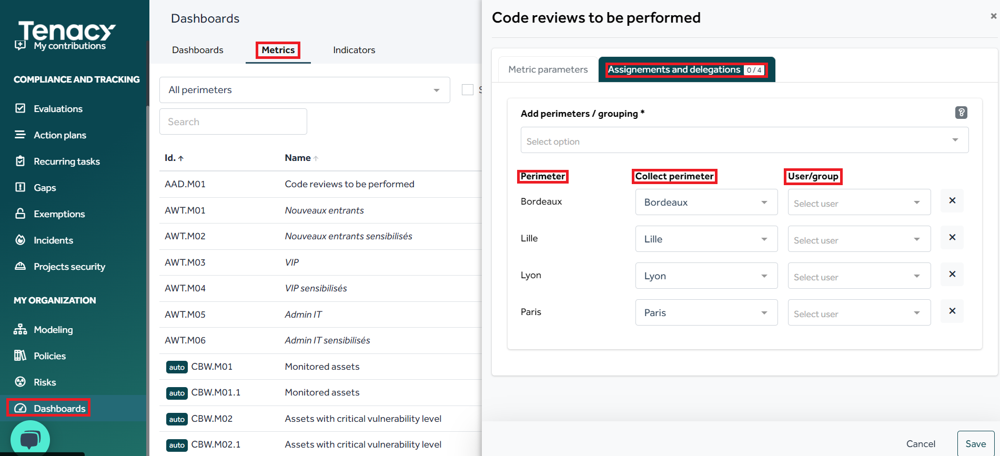 Tenacy
My contributions
COMPLIANCE AND TRACKING
Evaluations
Action plans
Recurring tasks
Gaps
Exemptions
Incidents
Projects security
MY ORGANIZATION
Modeling
Policies
Risks
Dashboards
Dashboards
Dashboards Metrics Indicators
All perimeters
Search
Id. Name
AAD.M01 Code reviews to be performed
AWT.M01 Nouveaux entrants
AWT.M02 Nouveaux entrants sensibilisés
AWT.M03 VIP
AWT.M04 VIP sensibilisés
AWT.M05 Admin IT
AWT.M06 Admin IT sensibilisés
auto CBW.M01 Monitored assets
auto CBW.M01.1 Monitored assets
auto CBW.M02 Assets with critical vulnerability level
auto CBW.M02.1 Assets with critical vulnerability level
Code reviews to be performed
Metric parameters Assignements and delegations 0 / 4
Add perimeters / grouping *
Select option
Perimeter Collect perimeter User/group
Bordeaux Bordeaux Select user
Lille Lille Select user
Lyon Lyon Select user
Paris Paris Select user
Cancel Save